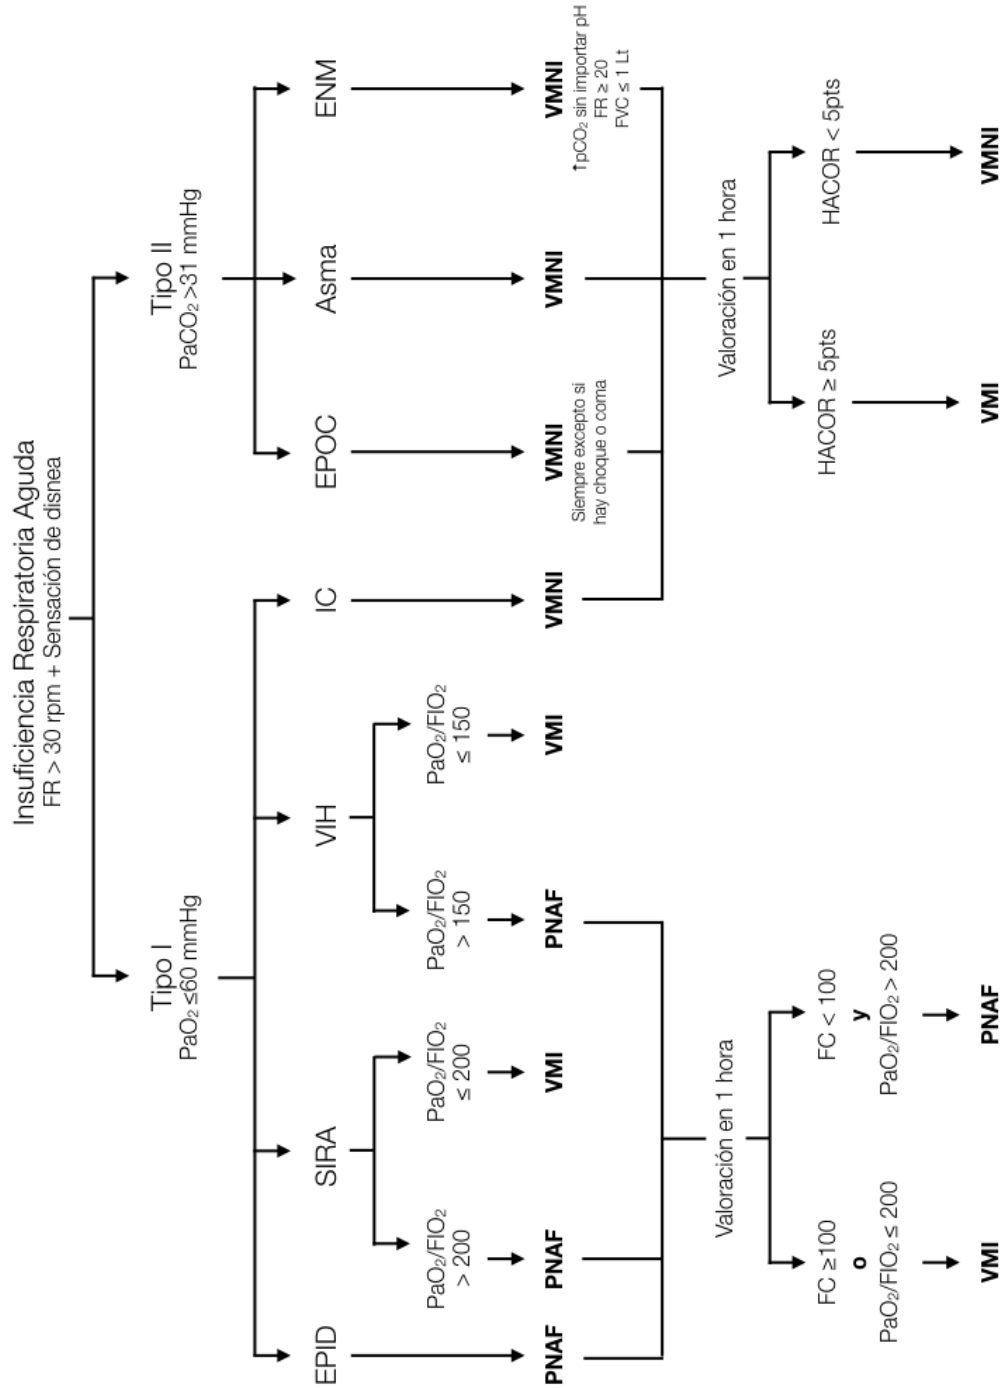 Insuficiencia Respiratoria Aguda
FR > 30 rpm + Sensación de disnea
Tipo I
PaO₂ ≤60 mmHg
Tipo II
PaCO₂ >31 mmHg
EPID
SIRA
VIH
IC
EPOC
Asma
ENM
PaO₂/FIO₂
> 200
PaO₂/FIO₂
≤ 200
PaO₂/FIO₂
> 150
PaO₂/FIO₂
≤ 150
PNAF
PNAF
VMI
PNAF
VMI
VMNI
VMNI
Siempre excepto si
hay choque o coma
VMNI
VMNI
↑pCO₂ sin importar pH
FR ≥ 20
FVC ≤ 1 Lt
Valoración en 1 hora
Valoración en 1 hora
FC ≥100
o
PaO₂/FIO₂ ≤ 200
FC < 100
y
PaO₂/FIO₂ > 200
HACOR ≥ 5pts
HACOR < 5pts
VMI
PNAF
VMI
VMNI